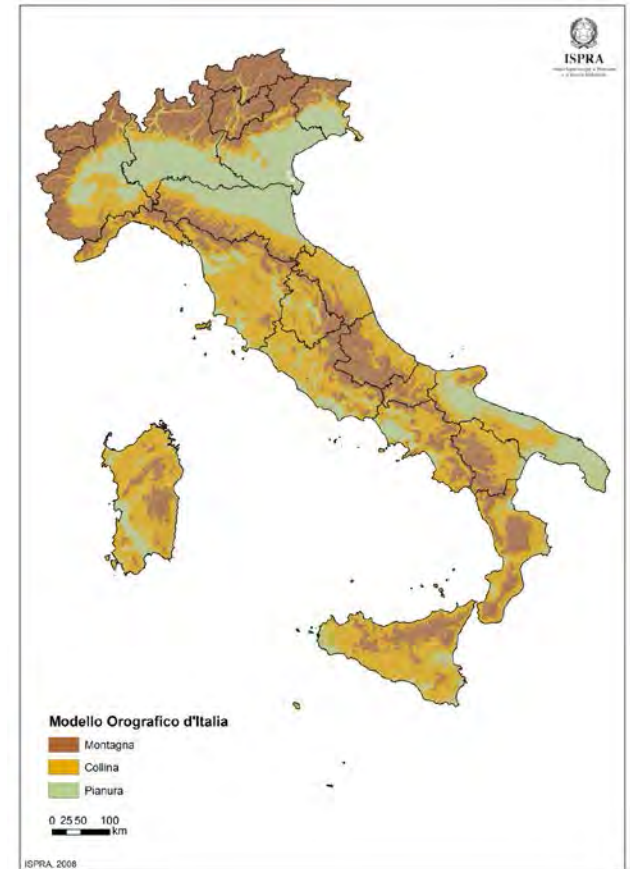 ISPRA
Modello Orografico d'Italia
Montagna
Collina
Pianura
0 25 50 100
km
ISPRA, 2008